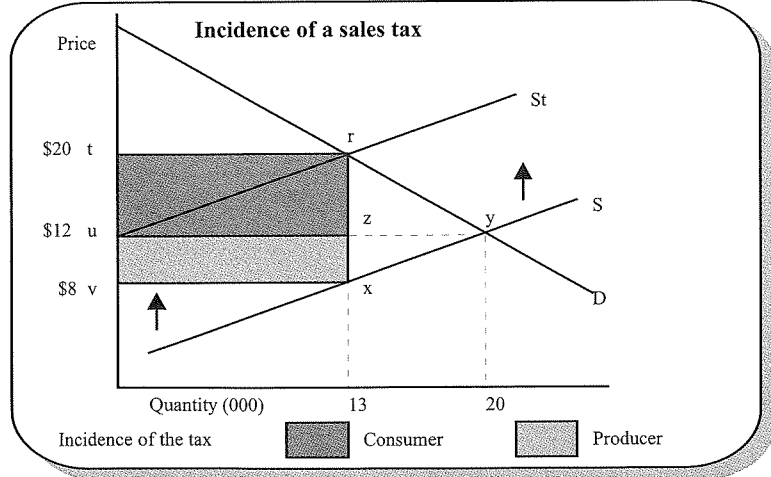 Incidence of a sales tax
Price
St
r
$20 t
S
$12 u
z
y
$8 v
x
D
Quantity (000)
13
20
Incidence of the tax
Consumer
Producer